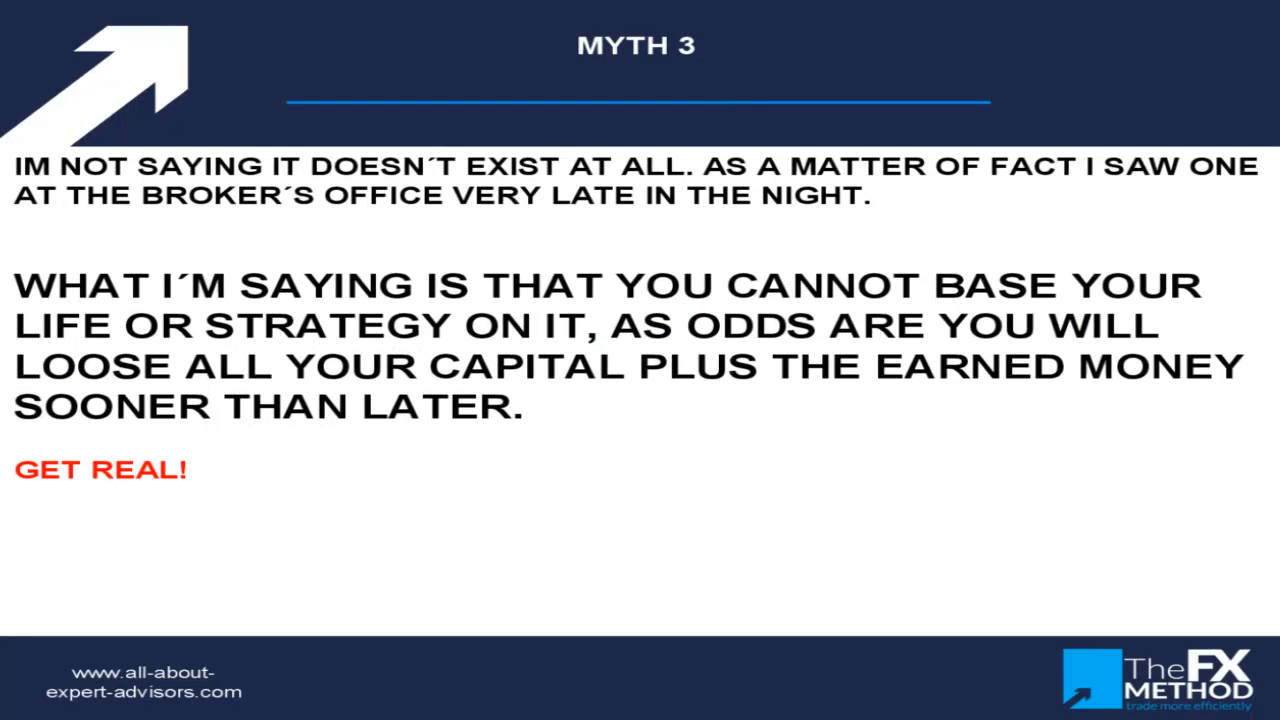 MYTH 3
IM NOT SAYING IT DOESN´T EXIST AT ALL. AS A MATTER OF FACT I SAW ONE
AT THE BROKER´S OFFICE VERY LATE IN THE NIGHT.
WHAT I´M SAYING IS THAT YOU CANNOT BASE YOUR
LIFE OR STRATEGY ON IT, AS ODDS ARE YOU WILL
LOOSE ALL YOUR CAPITAL PLUS THE EARNED MONEY
SOONER THAN LATER.
GET REAL!
www.all-about-
expert-advisors.com
TheFX
METHOD
trade more efficiently